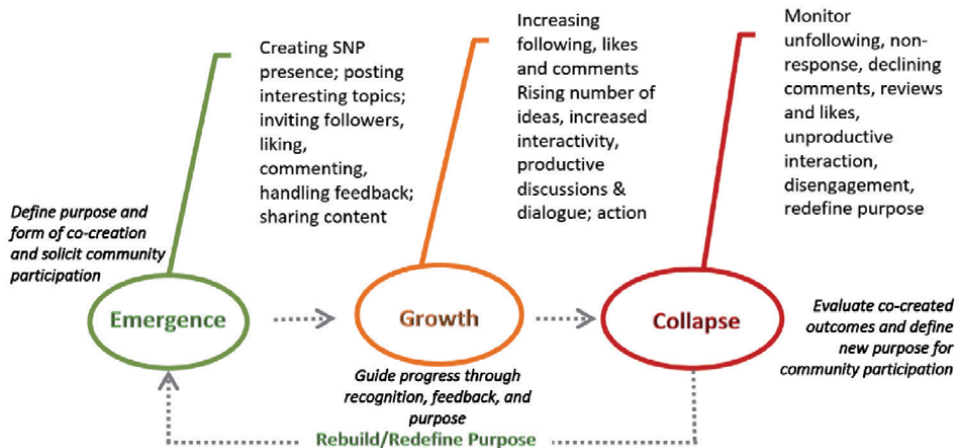 Creating SNP
presence; posting
interesting topics;
inviting followers,
liking,
commenting,
handling feedback;
sharing content
Increasing
following, likes
and comments
Rising number of
ideas, increased
interactivity,
productive
discussions &
dialogue; action
Monitor
unfollowing, non-
response, declining
comments, reviews
and likes,
unproductive
interaction,
disengagement,
redefine purpose
Define purpose and
form of co-creation
and solicit community
participation
Emergence
Growth
Collapse
Guide progress through
recognition, feedback, and
purpose
Evaluate co-created
outcomes and define
new purpose for
community participation
Rebuild/Redefine Purpose